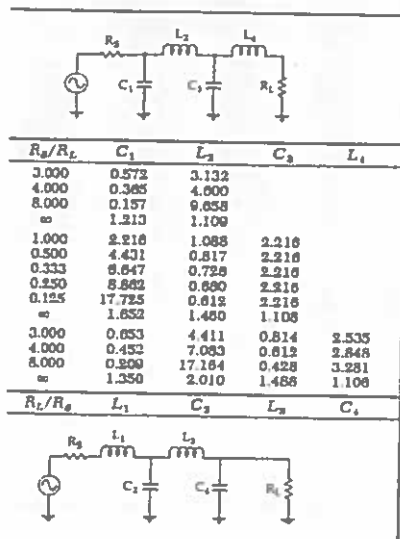 R_S L_2 L_4
C_1 C_3 R_L
R_S/R_L C_1 L_2 C_3 L_4
3.000 0.572 3.132
4.000 0.365 4.600
8.000 0.157 9.658
∞ 1.213 1.109
1.000 2.216 1.088 2.216
0.500 4.431 0.817 2.216
0.333 6.647 0.726 2.216
0.250 8.862 0.680 2.216
0.125 17.725 0.612 2.216
∞ 1.652 1.460 1.108
3.000 0.653 4.411 0.814 2.535
4.000 0.452 7.083 0.612 2.848
8.000 0.209 17.164 0.428 3.281
∞ 1.350 2.010 1.488 1.106
R_L/R_S L_1 C_2 L_3 C_4
R_S L_1 L_3
C_2 C_4 R_L